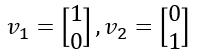 v₁ = [1 0], v₂ = [0 1]